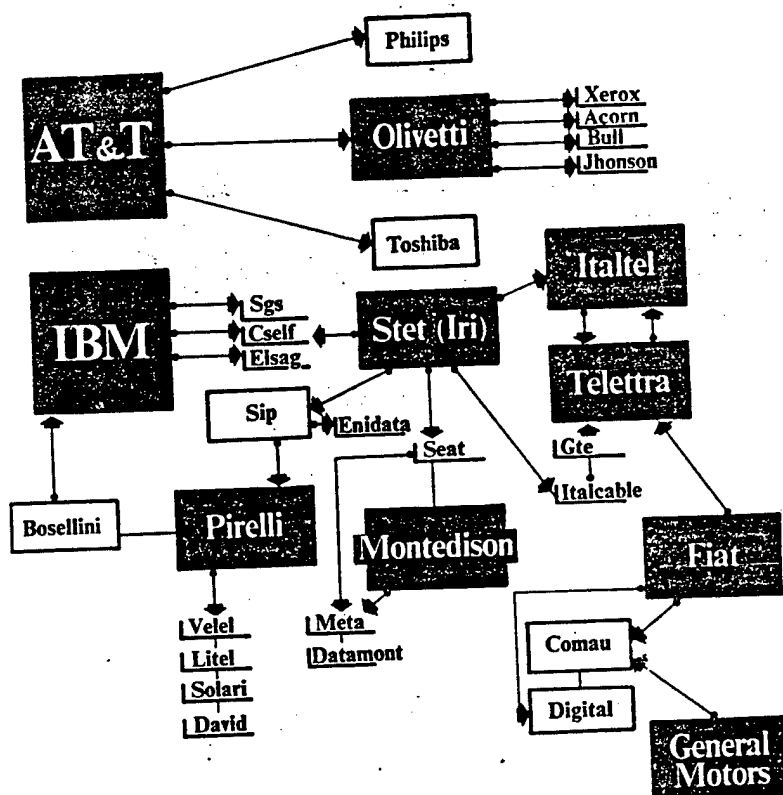 Philips
AT&T
Olivetti
Xerox
Acorn
Bull
Jhonson
Toshiba
Italtel
IBM
Sgs
Cself
Elsag
Stet (Iri)
Telettra
Sip
Enidata
Seat
Gte
Italcable
Bosellini
Pirelli
Montedison
Fiat
Velel
Litel
Solari
David
Meta
Datamont
Comau
Digital
General
Motors